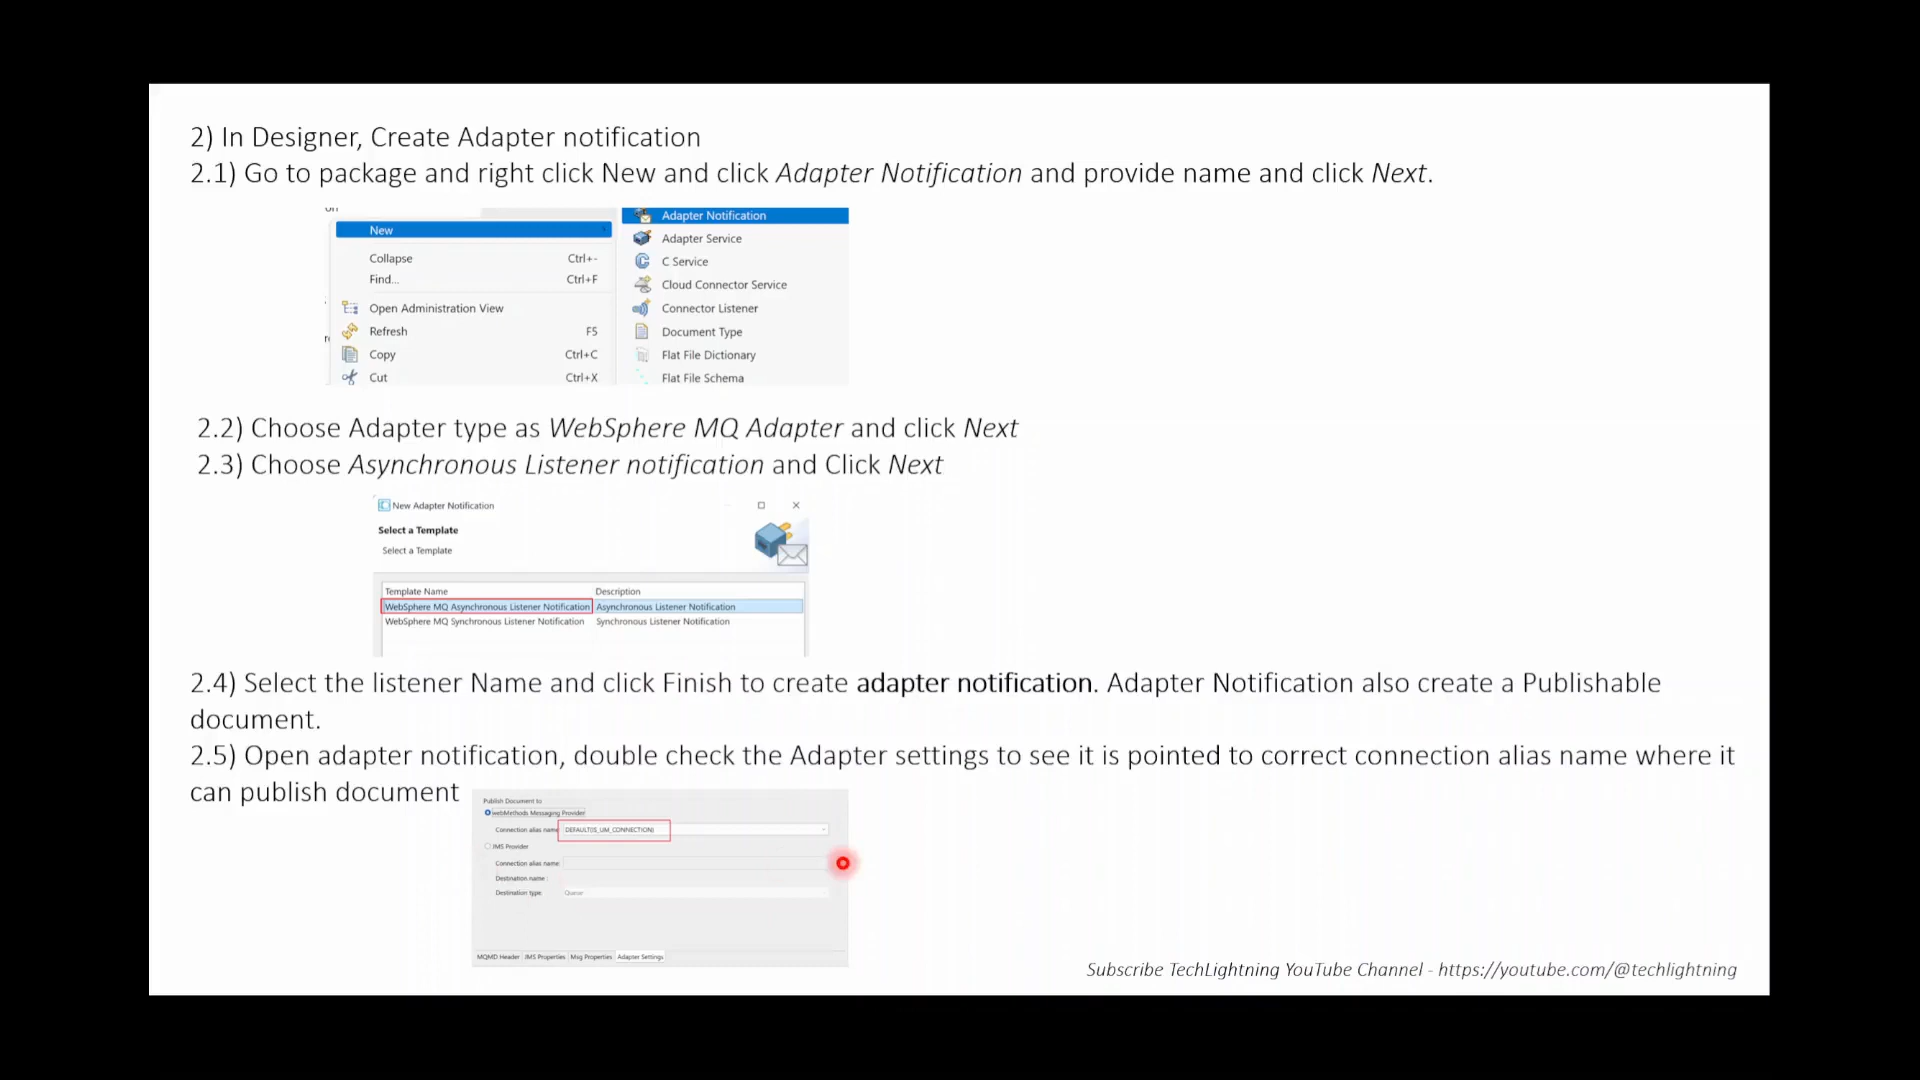 2) In Designer, Create Adapter notification
2.1) Go to package and right click New and click Adapter Notification and provide name and click Next.
New
Collapse Ctrl+-
Find... Ctrl+F
Open Administration View
Refresh F5
Copy Ctrl+C
Cut Ctrl+X
Adapter Notification
Adapter Service
C Service
Cloud Connector Service
Connector Listener
Document Type
Flat File Dictionary
Flat File Schema
2.2) Choose Adapter type as WebSphere MQ Adapter and click Next
2.3) Choose Asynchronous Listener notification and Click Next
New Adapter Notification
Select a Template
Select a Template
Template Name Description
WebSphere MQ Asynchronous Listener Notification Asynchronous Listener Notification
WebSphere MQ Synchronous Listener Notification Synchronous Listener Notification
2.4) Select the listener Name and click Finish to create adapter notification. Adapter Notification also create a Publishable
document.
2.5) Open adapter notification, double check the Adapter settings to see it is pointed to correct connection alias name where it
can publish document
Publish Document to:
webMethods Messaging Provider
Connection alias name DEFAULT(IS_UM_CONNECTION)
JMS Provider
Connection alias name:
Destination name :
Destination type: Queue
MQMD Header JMS Properties Msg Properties Adapter Settings
Subscribe TechLightning YouTube Channel - https://youtube.com/@techlightning